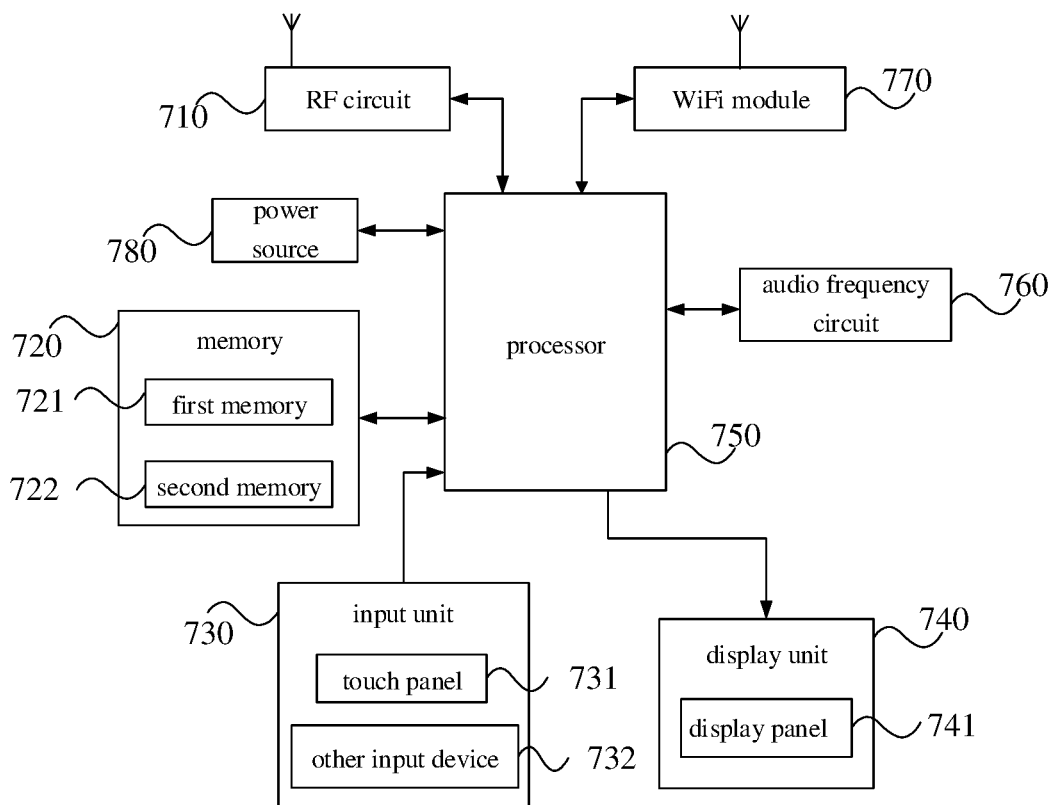 RF circuit
710
WiFi module
770
power
source
780
audio frequency
circuit
760
processor
750
720
memory
721
first memory
722
second memory
730
input unit
touch panel
731
other input device
732
740
display unit
display panel
741